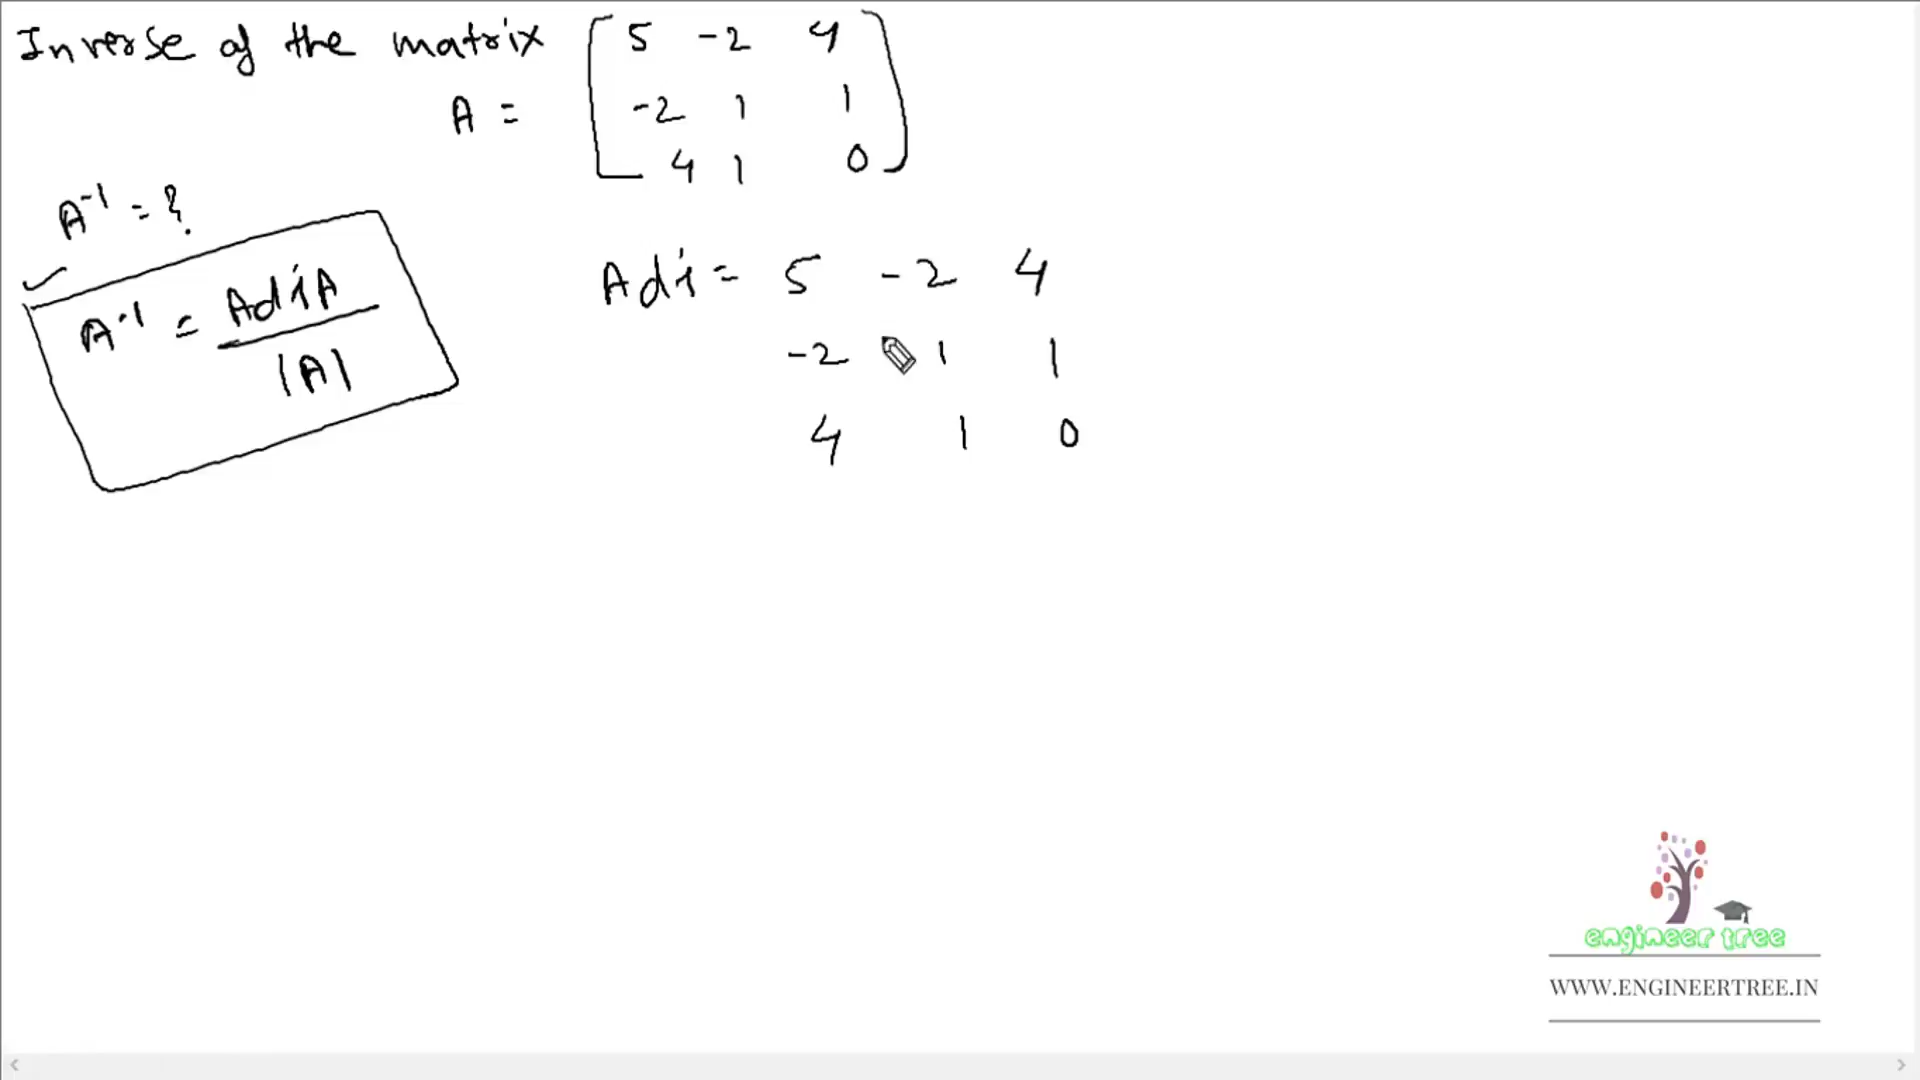 Inverse of the matrix
A = [ 5 -2 4
-2 1 1
4 1 0 ]
A⁻¹ = ?
A⁻¹ = AdjA / |A|
Adj = 5 -2 4
-2 1 1
4 1 0
engineer tree
WWW.ENGINEERTREE.IN